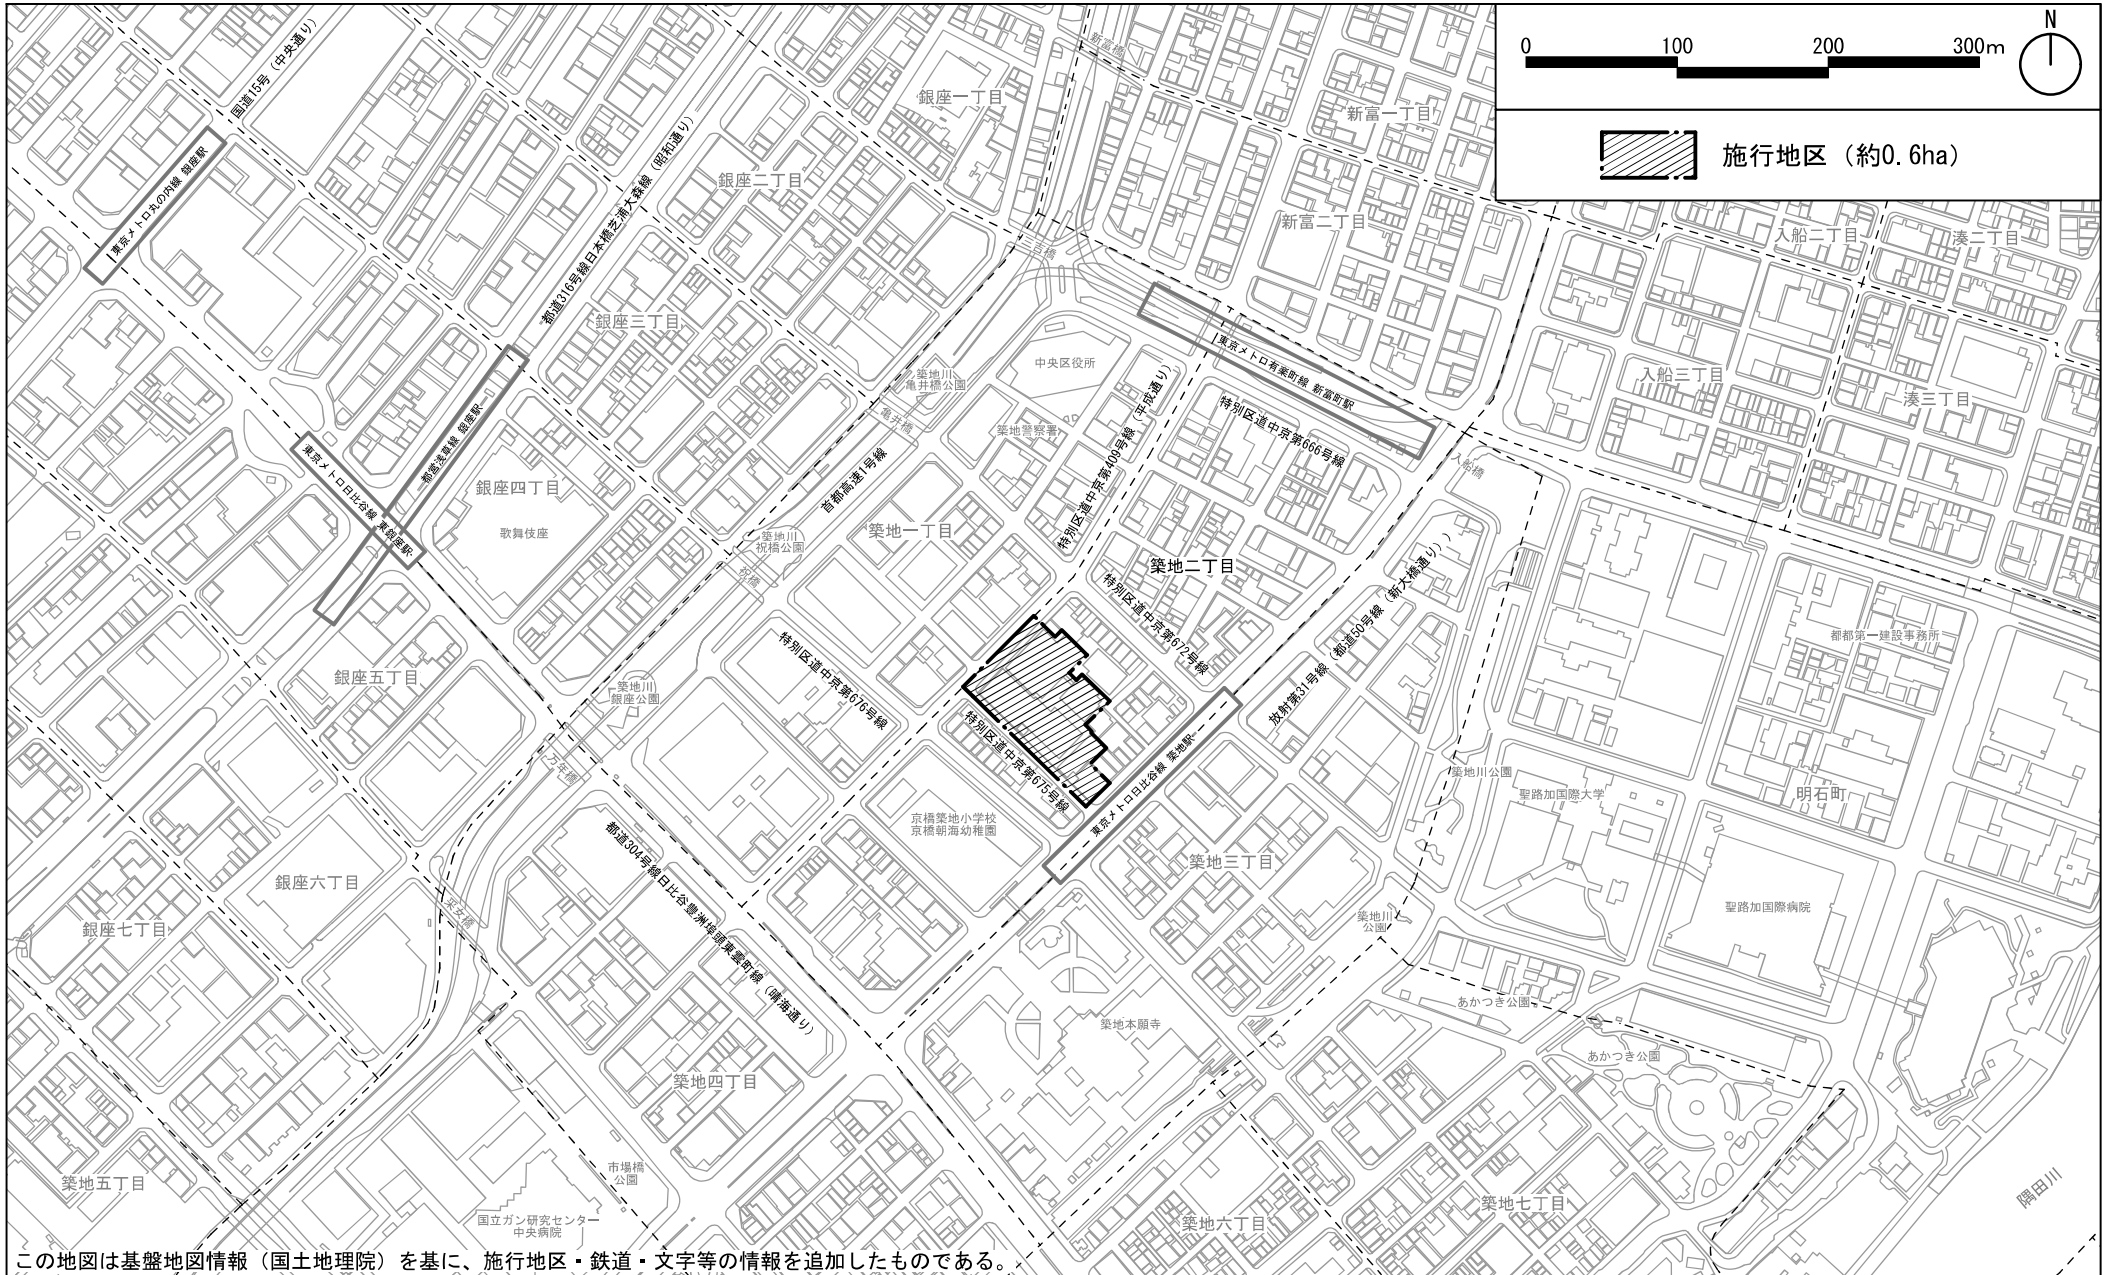 0 100 200 300m
N
施行地区（約0.6ha）
国道15号（中央通り）
東京メトロ丸の内線 銀座駅
都道316号線日本橋芝浦大森線（昭和通り）
銀座一丁目
新富橋
新富一丁目
銀座二丁目
新富二丁目
入船二丁目
湊二丁目
三吉橋
銀座三丁目
中央区役所
東京メトロ有楽町線 新富町駅
築地川
亀井橋公園
亀井橋
入船三丁目
湊三丁目
特別区道中京第666号線
築地警察署
特別区道中京第409号線（平成通り）
都営浅草線 銀座駅
東京メトロ日比谷線 東銀座駅
首都高速1号線
入船橋
銀座四丁目
歌舞伎座
築地一丁目
築地川
祝橋公園
祝橋
築地二丁目
特別区道中京第672号線
放射第31号線（都道50号線（新大橋通り））
都都第一建設事務所
特別区道中京第676号線
銀座五丁目
築地川
銀座公園
特別区道中京第675号線
東京メトロ日比谷線 築地駅
万年橋
築地川公園
聖路加国際大学
明石町
京橋築地小学校
京橋朝海幼稚園
都道304号線日比谷豊洲埠頭東雲町線（晴海通り）
築地三丁目
銀座六丁目
采女橋
築地川
公園
聖路加国際病院
銀座七丁目
あかつき公園
築地本願寺
あかつき公園
築地四丁目
市場橋
公園
築地五丁目
国立ガン研究センター
中央病院
築地六丁目
築地七丁目
隅田川
この地図は基盤地図情報（国土地理院）を基に、施行地区・鉄道・文字等の情報を追加したものである。